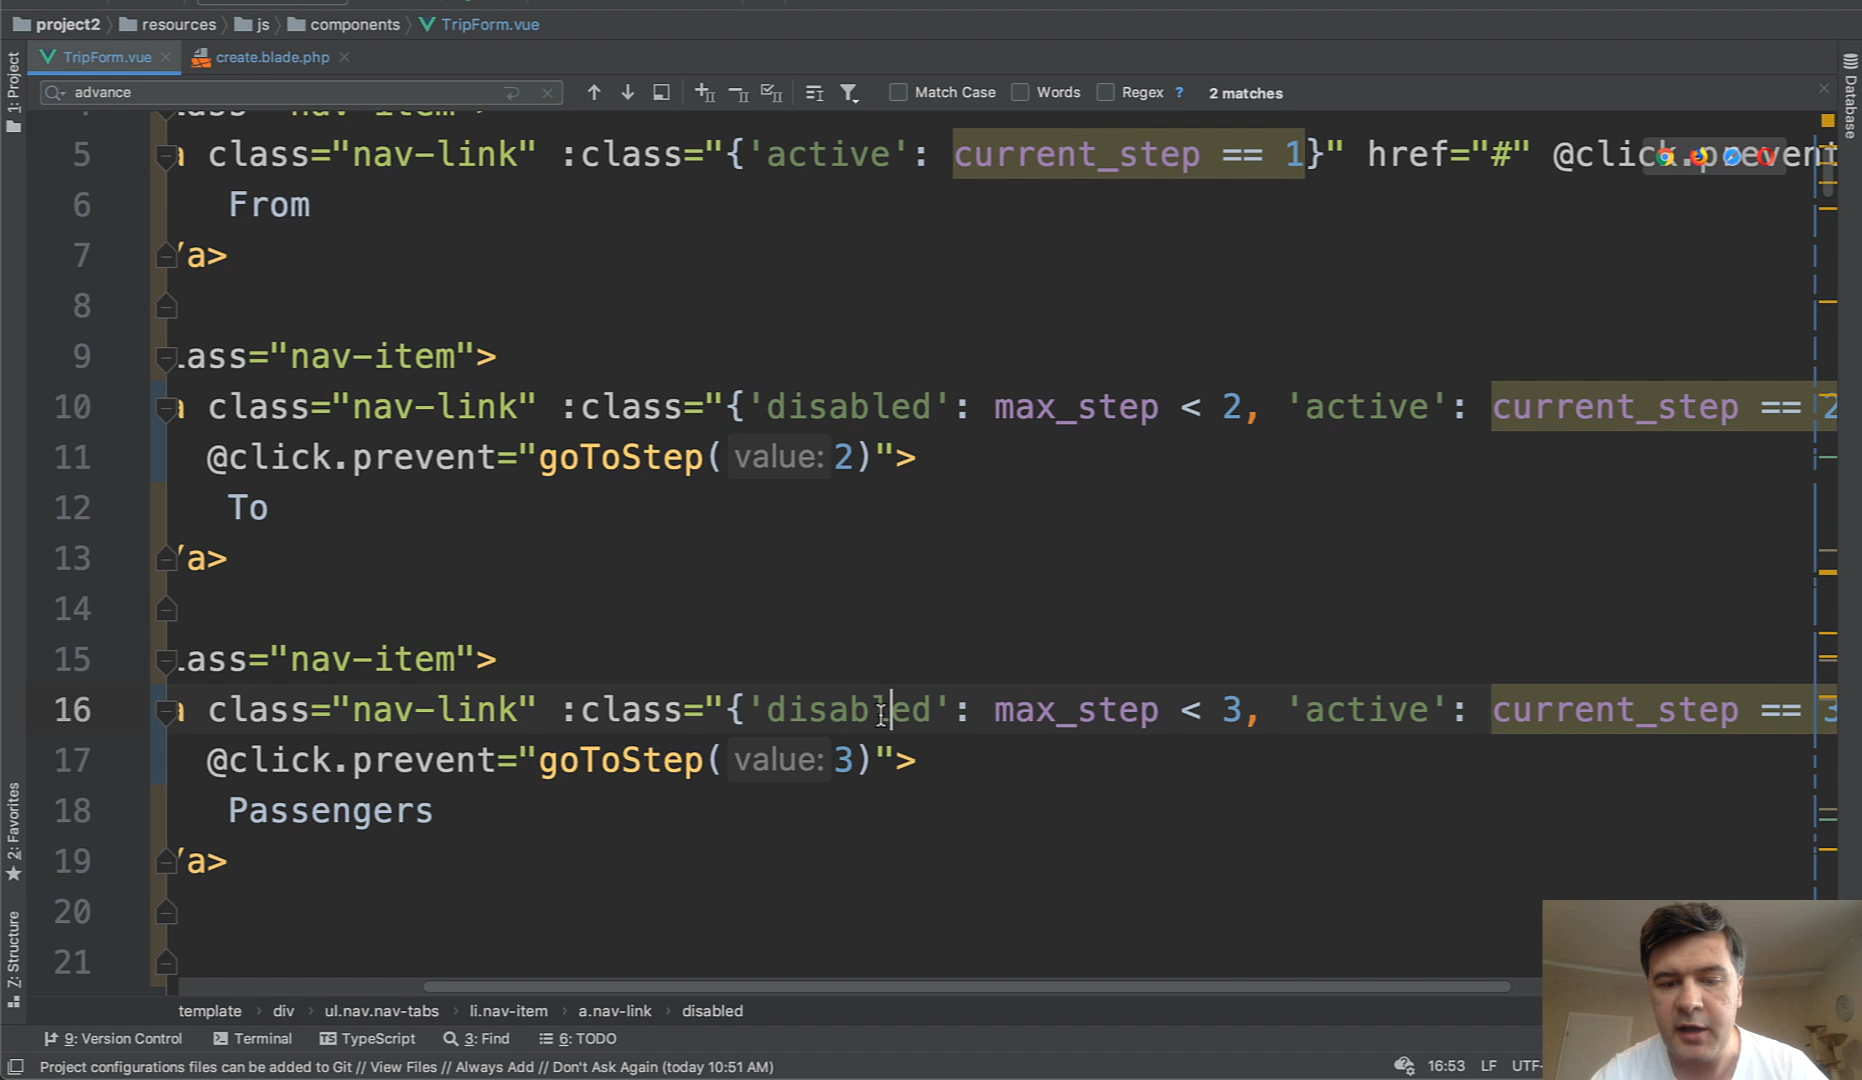 project2 resources js components TripForm.vue
TripForm.vue create.blade.php
advance Match Case Words Regex ? 2 matches
1: Project
Database
5 a class="nav-link" :class="{'active': current_step == 1}" href="#" @click.prevent
6 From
7 /a>
8
9 lass="nav-item">
10 a class="nav-link" :class="{'disabled': max_step < 2, 'active': current_step == 2
11 @click.prevent="goToStep( value: 2)">
12 To
13 /a>
14
15 lass="nav-item">
16 a class="nav-link" :class="{'disabled': max_step < 3, 'active': current_step == 3
17 @click.prevent="goToStep( value: 3)">
18 Passengers
19 /a>
20
21
2: Favorites
Z: Structure
template div ul.nav.nav-tabs li.nav-item a.nav-link disabled
9: Version Control Terminal TypeScript 3: Find 6: TODO
Project configurations files can be added to Git // View Files // Always Add // Don't Ask Again (today 10:51 AM) 16:53 LF UTF-